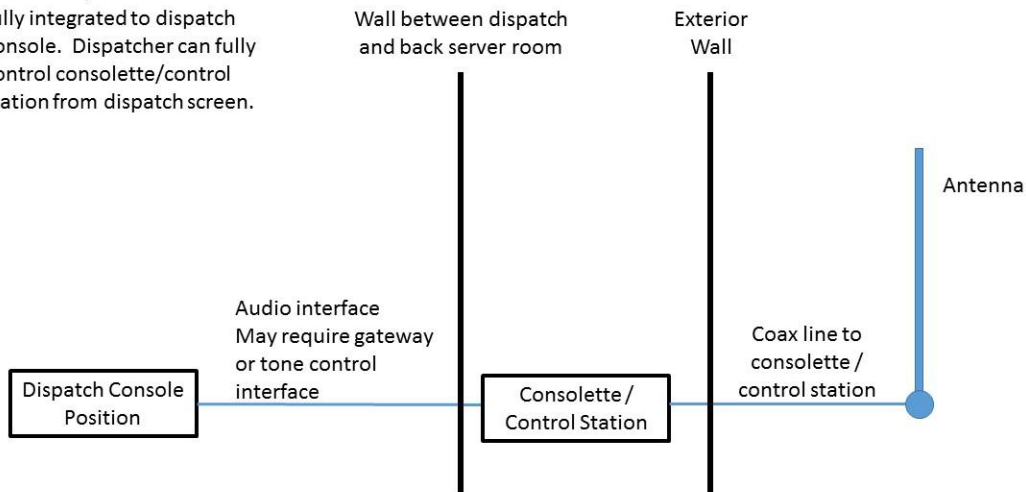 ully integrated to dispatch
onsole. Dispatcher can fully
ontrol consolette/control
ation from dispatch screen.
Wall between dispatch
and back server room
Exterior
Wall
Antenna
Audio interface
May require gateway
or tone control
interface
Coax line to
consolette /
control station
Dispatch Console
Position
Consolette /
Control Station